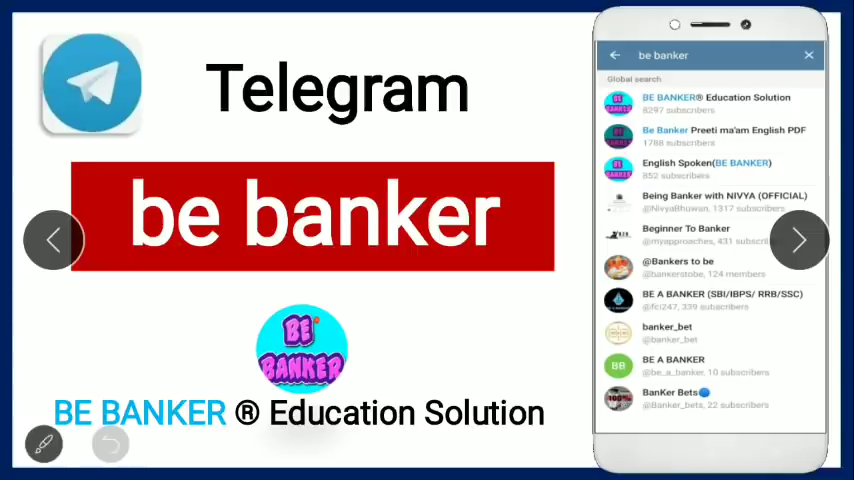 Telegram
be banker
BE BANKER
BE BANKER ® Education Solution
be banker
Global search
BE BANKER® Education Solution
8297 subscribers
Be Banker Preeti ma'am English PDF
1788 subscribers
English Spoken(BE BANKER)
852 subscribers
Being Banker with NIVYA (OFFICIAL)
@NivyaBhuwan, 1317 subscribers
Beginner To Banker
@myapproaches, 431 subscri
@Bankers to be
@bankerstobe, 124 members
BE A BANKER (SBI/IBPS/ RRB/SSC)
@fci247, 339 subscribers
banker_bet
@banker_bet
BB
BE A BANKER
@be_a_banker, 10 subscribers
100%
BanKer Bets
@Banker_bets, 22 subscribers